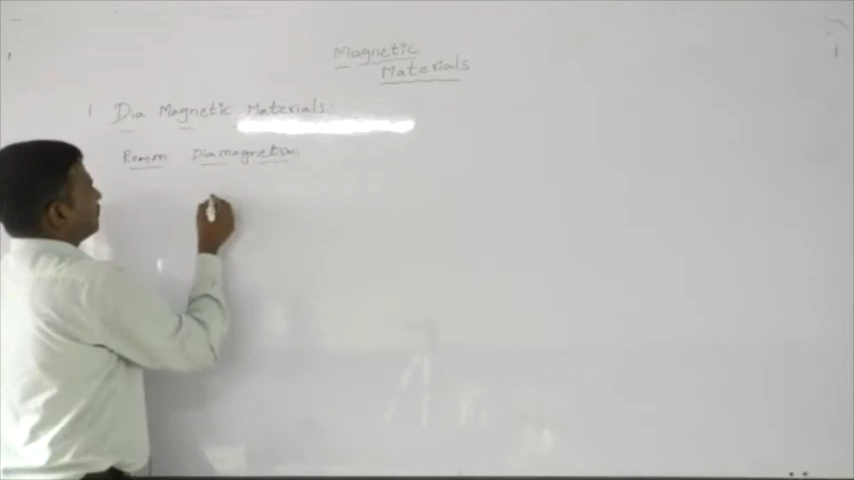 Magnetic
Materials
1 Dia Magnetic Materials:
Reason Diamagnetism